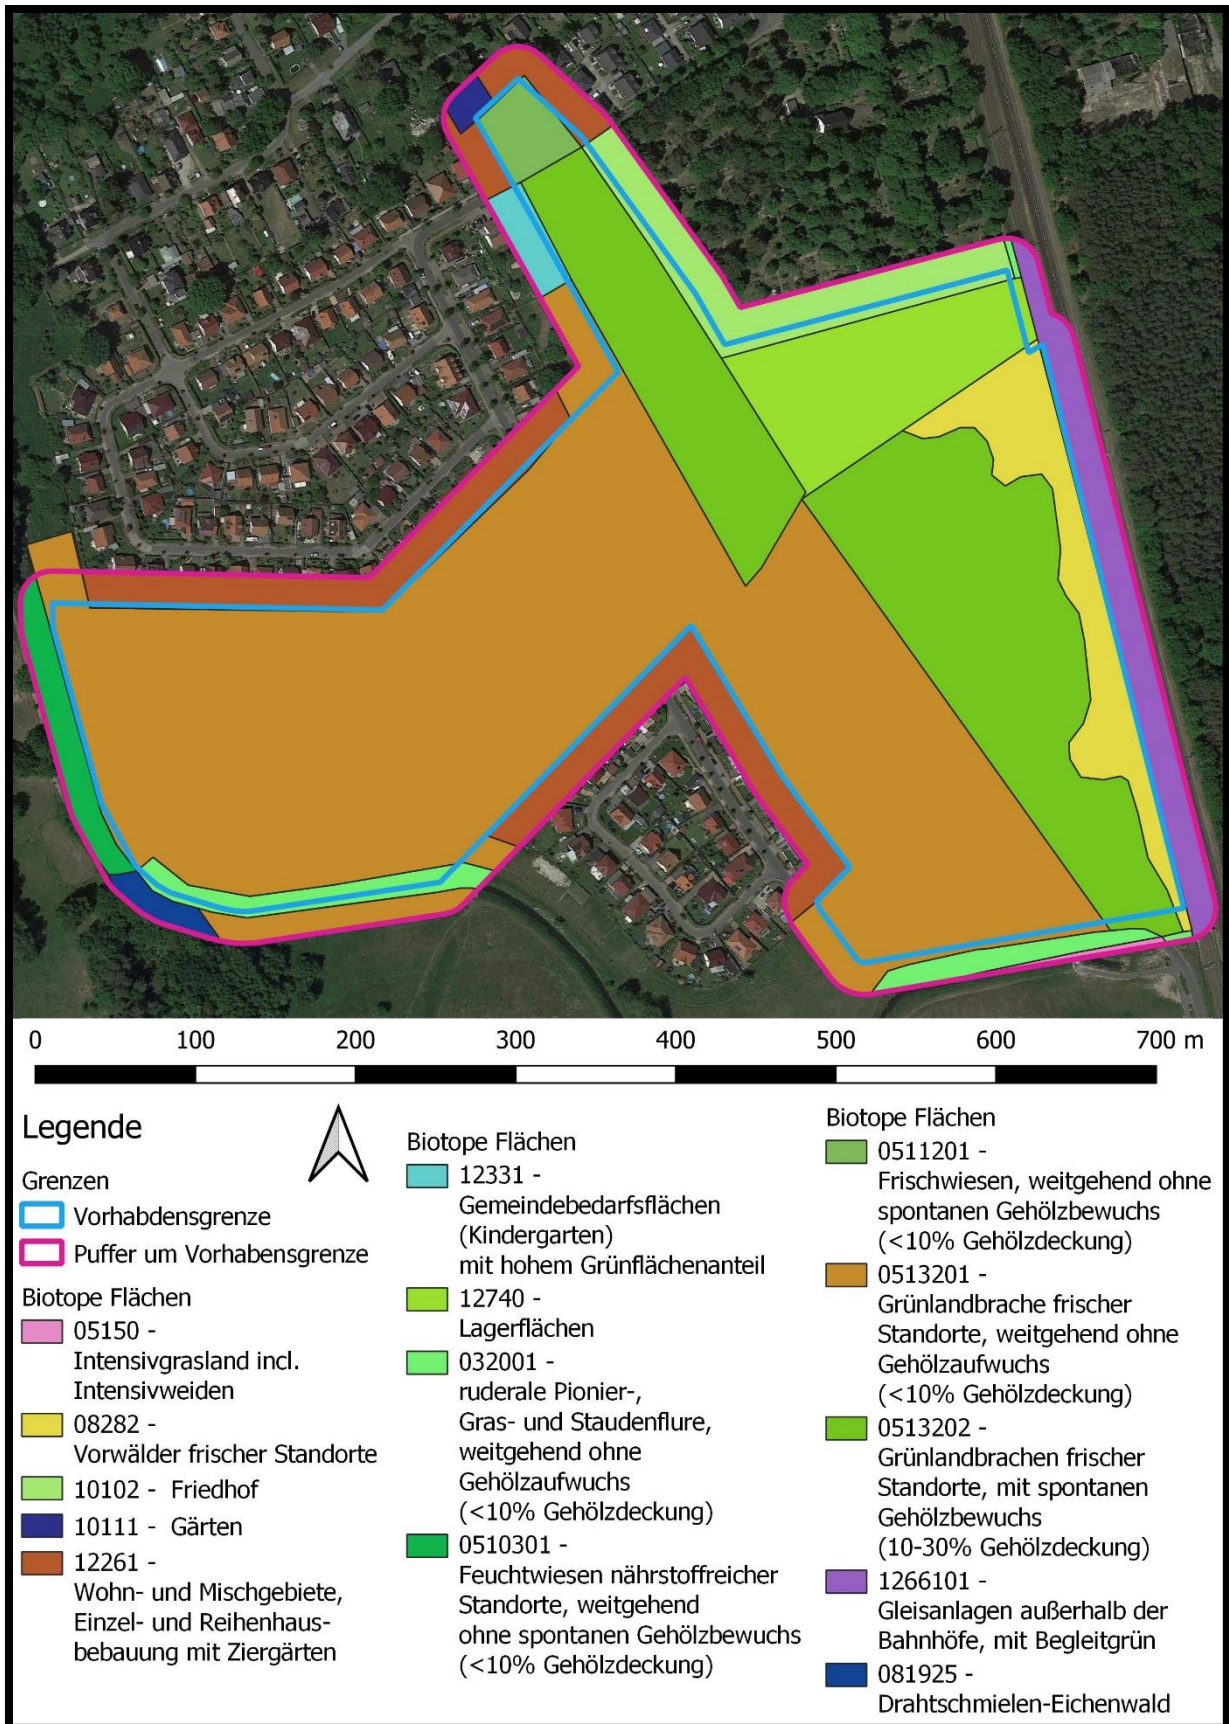 0 100 200 300 400 500 600 700 m
Legende
Grenzen
Vorhabdensgrenze
Puffer um Vorhabensgrenze
Biotope Flächen
05150 -
Intensivgrasland incl.
Intensivweiden
08282 -
Vorwälder frischer Standorte
10102 - Friedhof
10111 - Gärten
12261 -
Wohn- und Mischgebiete,
Einzel- und Reihenhaus-
bebauung mit Ziergärten
Biotope Flächen
12331 -
Gemeindebedarfsflächen
(Kindergarten)
mit hohem Grünflächenanteil
12740 -
Lagerflächen
032001 -
ruderale Pionier-,
Gras- und Staudenflure,
weitgehend ohne
Gehölzaufwuchs
(<10% Gehölzdeckung)
0510301 -
Feuchtwiesen nährstoffreicher
Standorte, weitgehend
ohne spontanen Gehölzbewuchs
(<10% Gehölzdeckung)
Biotope Flächen
0511201 -
Frischwiesen, weitgehend ohne
spontanen Gehölzbewuchs
(<10% Gehölzdeckung)
0513201 -
Grünlandbrache frischer
Standorte, weitgehend ohne
Gehölzaufwuchs
(<10% Gehölzdeckung)
0513202 -
Grünlandbrachen frischer
Standorte, mit spontanen
Gehölzbewuchs
(10-30% Gehölzdeckung)
1266101 -
Gleisanlagen außerhalb der
Bahnhöfe, mit Begleitgrün
081925 -
Drahtschmielen-Eichenwald